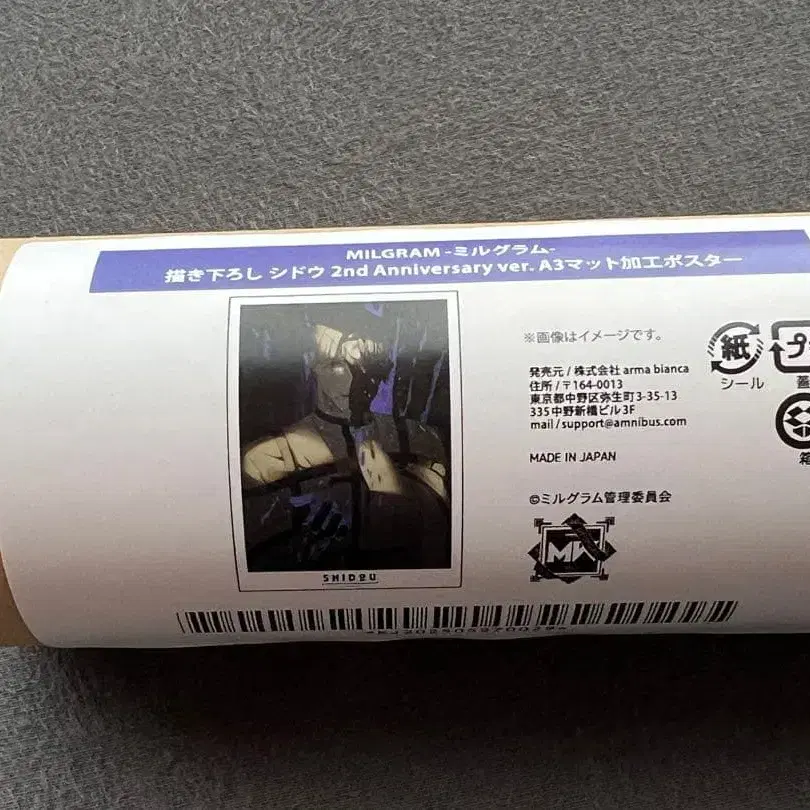 MILGRAM -ミルグラム-
描き下ろし シドウ 2nd Anniversary ver. A3マット加工ポスター
SHIDOU
※画像はイメージです。
発売元 / 株式会社 arma bianca
住所 / 〒164-0013
東京都中野区弥生町3-35-13
335中野新橋ビル3F
mail / support@amnibus.com
MADE IN JAPAN
©ミルグラム管理委員会
紙
シール
プ
箱